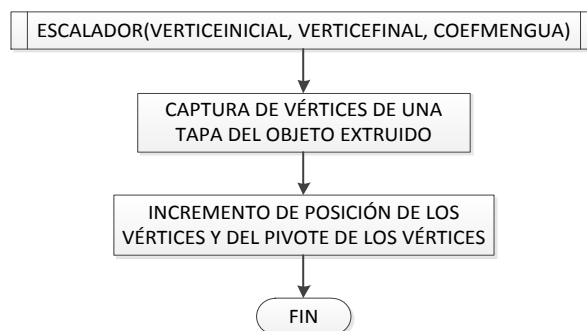 ESCALADOR(VERTICEINICIAL, VERTICEFINAL, COEFMENGUA)
CAPTURA DE VÉRTICES DE UNA
TAPA DEL OBJETO EXTRUIDO
INCREMENTO DE POSICIÓN DE LOS
VÉRTICES Y DEL PIVOTE DE LOS VÉRTICES
FIN